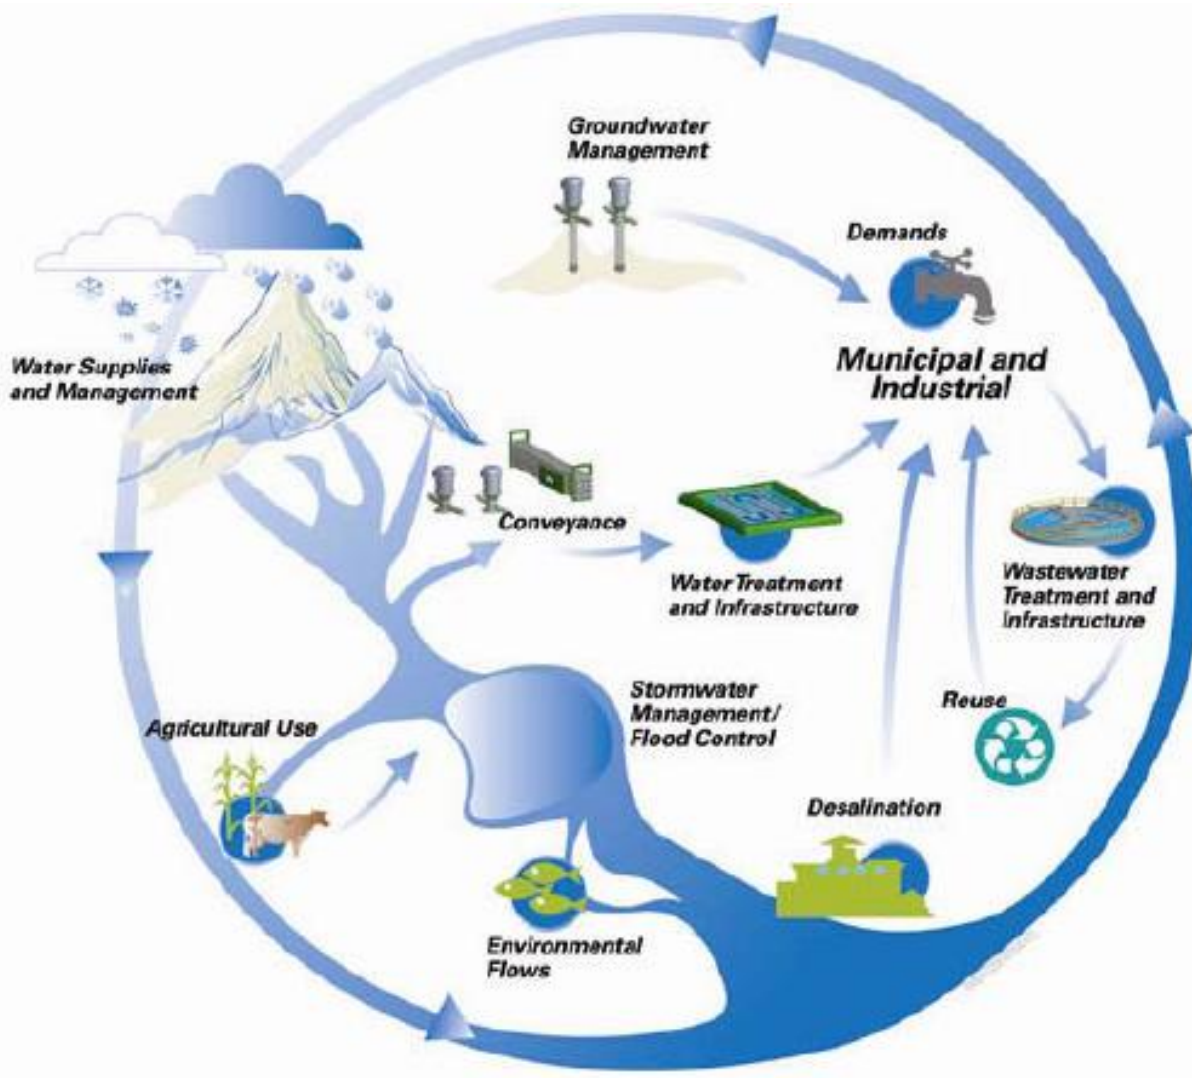 Groundwater
Management
Demands
Municipal and
Industrial
Water Supplies
and Management
Conveyance
Water Treatment
and Infrastructure
Wastewater
Treatment and
Infrastructure
Stormwater
Management/
Flood Control
Reuse
Agricultural Use
Desalination
Environmental
Flows